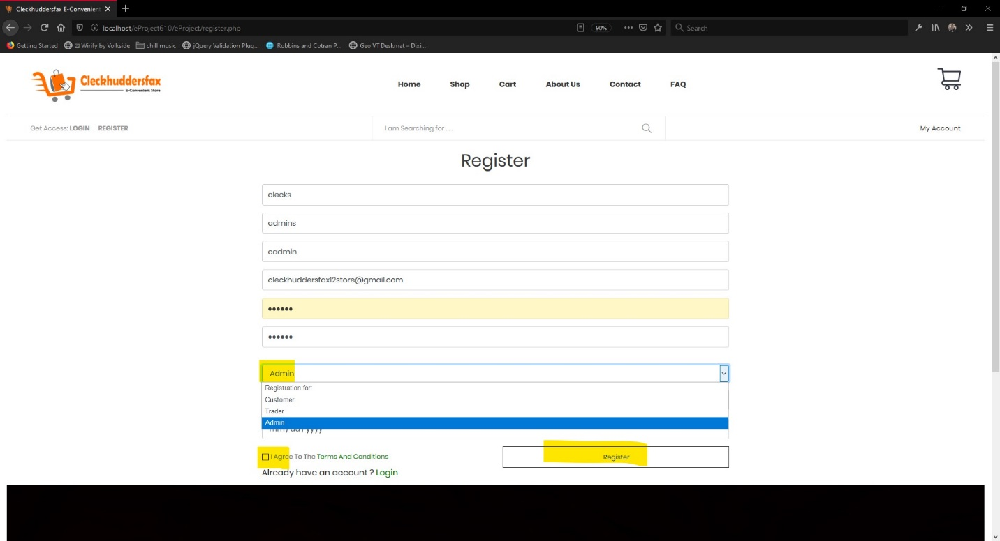 Cleckhuddersfax E-Convenient
localhost/eProject610/eProject/register.php
90%
Search
Getting Started
Wirify by Volkside
chill music
jQuery Validation Plug...
Robbins and Cotran P...
Geo VT Deskmat – Dixi...
Cleckhuddersfax
E-Convenient Store
Home Shop Cart About Us Contact FAQ
Get Access: LOGIN | REGISTER
I am Searching for . . .
My Account
Register
clecks
admins
cadmin
cleckhuddersfax12store@gmail.com
••••••
••••••
Admin
Registration for:
Customer
Trader
Admin
mm / dd / yyyy
I Agree To The Terms And Conditions
Register
Already have an account ? Login